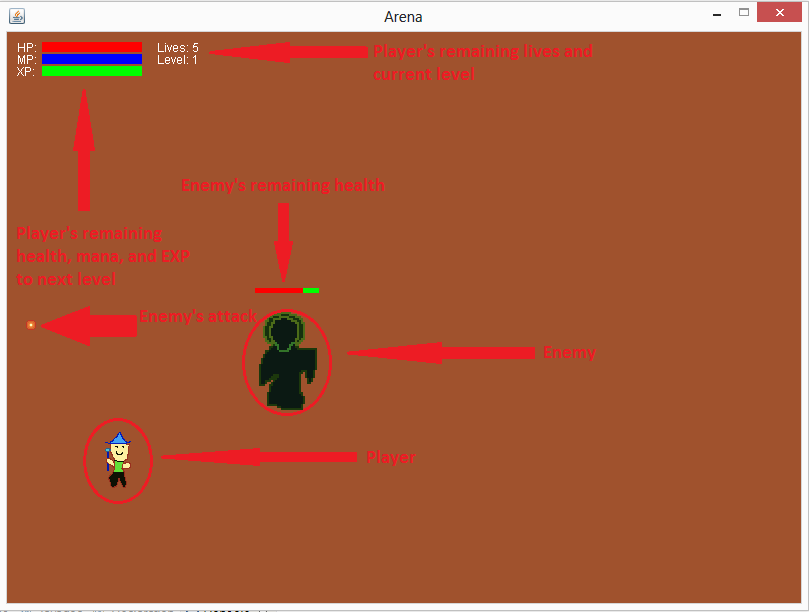 Arena
HP:
MP:
XP:
Lives: 5
Level: 1
Player's remaining lives and
current level
Enemy's remaining health
Player's remaining
health, mana, and EXP
to next level
Enemy's attack
Enemy
Player